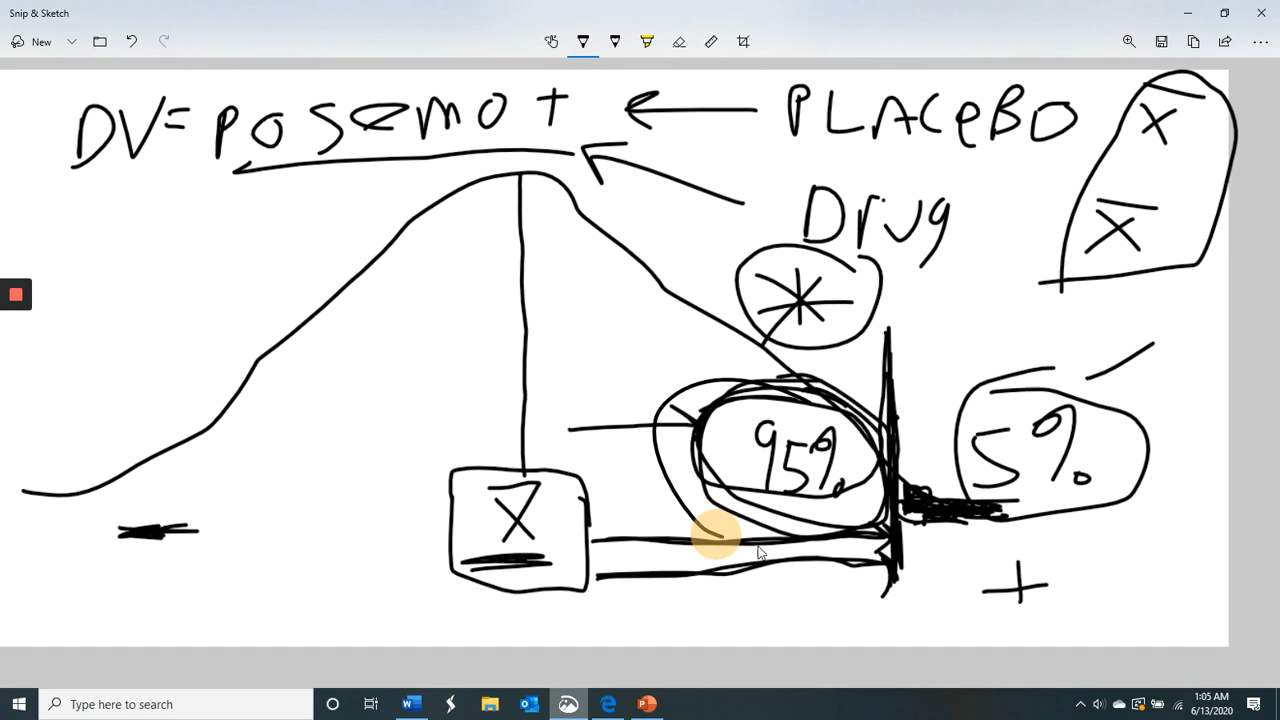 Snip & Sketch
New
DV= POSEMOT ← PLACEBO
X
X
Drug
95%
5%
X
+
Type here to search
1:05 AM
6/13/2020